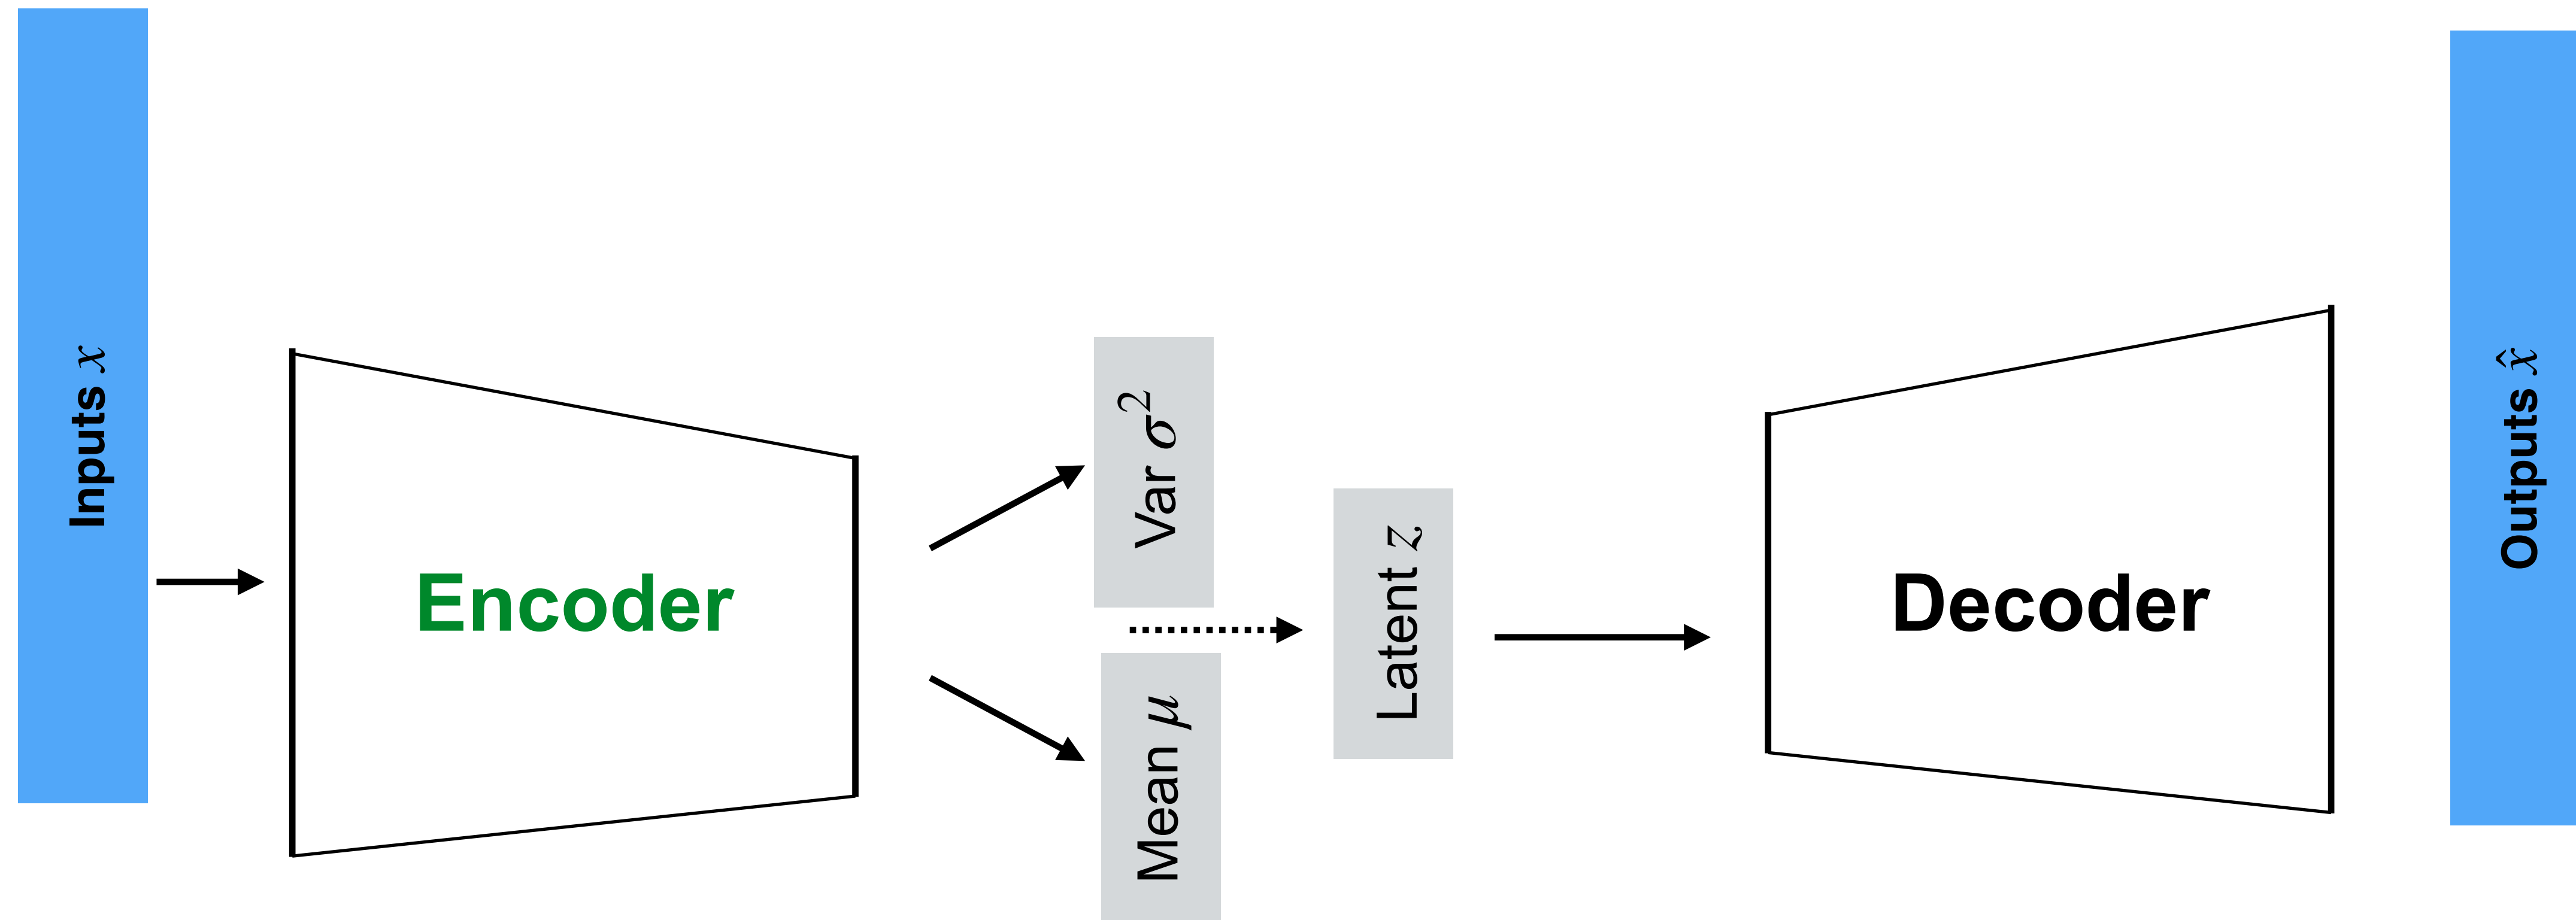 Inputs x
Encoder
Var σ²
Mean μ
Latent z
Decoder
Outputs x̂